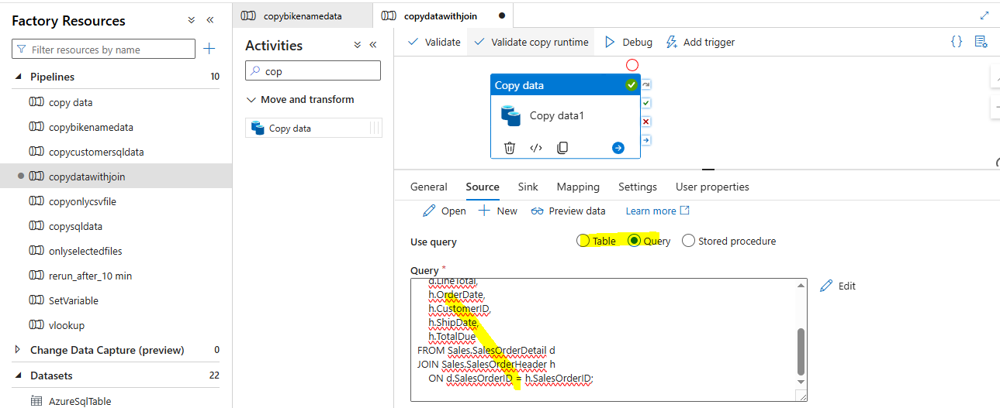 Factory Resources
Filter resources by name
Pipelines 10
copy data
copybikenamedata
copycustomersqldata
copydatawithjoin
copyonlycsvfile
copysqldata
onlyselectedfiles
rerun_after_10 min
SetVariable
vlookup
Change Data Capture (preview) 0
Datasets 22
AzureSqlTable
copybikenamedata
copydatawithjoin
Activities
cop
Move and transform
Copy data
Validate
Validate copy runtime
Debug
Add trigger
Copy data
Copy data1
General
Source
Sink
Mapping
Settings
User properties
Open
New
Preview data
Learn more
Use query
Table
Query
Stored procedure
Query *
d.LineTotal,
h.OrderDate,
h.CustomerID,
h.ShipDate,
h.TotalDue
FROM Sales.SalesOrderDetail d
JOIN Sales.SalesOrderHeader h
ON d.SalesOrderID = h.SalesOrderID;
Edit